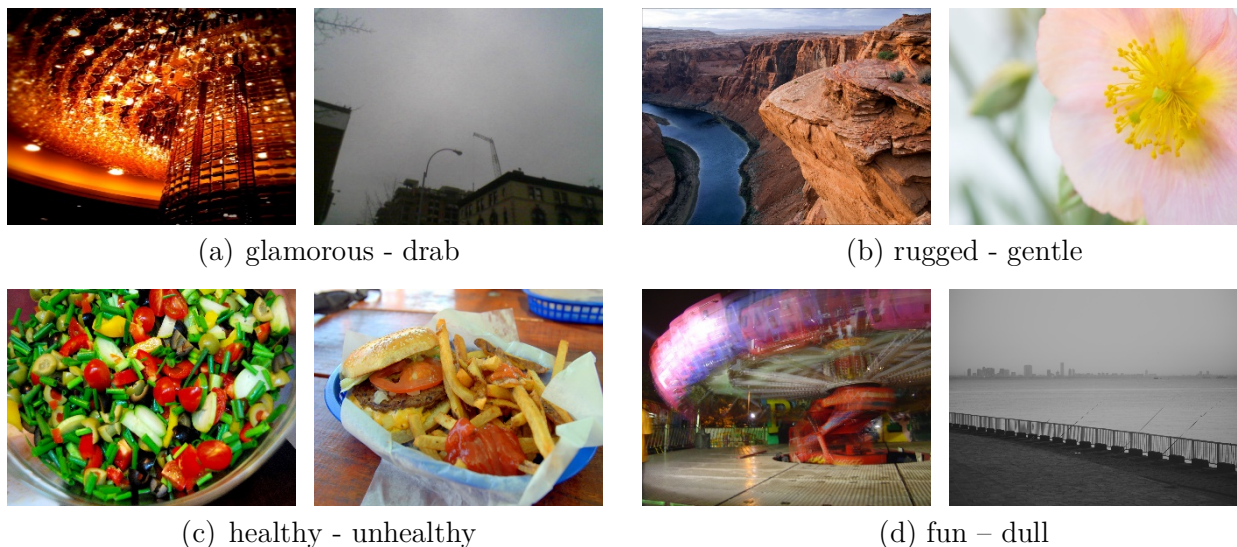 (a) glamorous - drab
(b) rugged - gentle
(c) healthy - unhealthy
(d) fun – dull